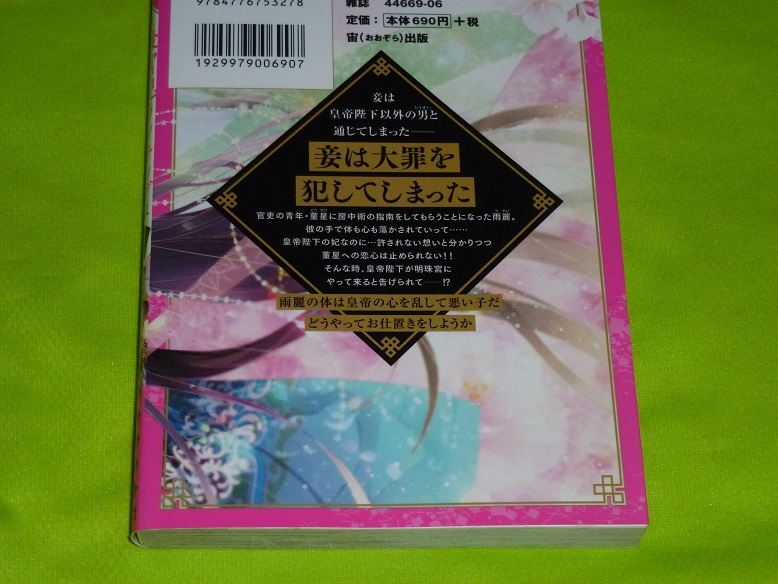 9784776753278
1929979006907
雑誌 44669-06
定価：本体690円＋税
宙（おおぞら）出版
妾は
皇帝陛下以外の男と
通じてしまった——
妾は大罪を
犯してしまった
官吏の青年・菫星に房中術の指南をしてもらうことになった雨麗。
彼の手で体も心も蕩かされていって……
皇帝陛下の妃なのに…許されない想いと分かりつつ
菫星への恋心は止められない！！
そんな時、皇帝陛下が明珠宮に
やって来ると告げられて——！？
雨麗の体は皇帝の心を乱して悪い子だ
どうやってお仕置きをしようか